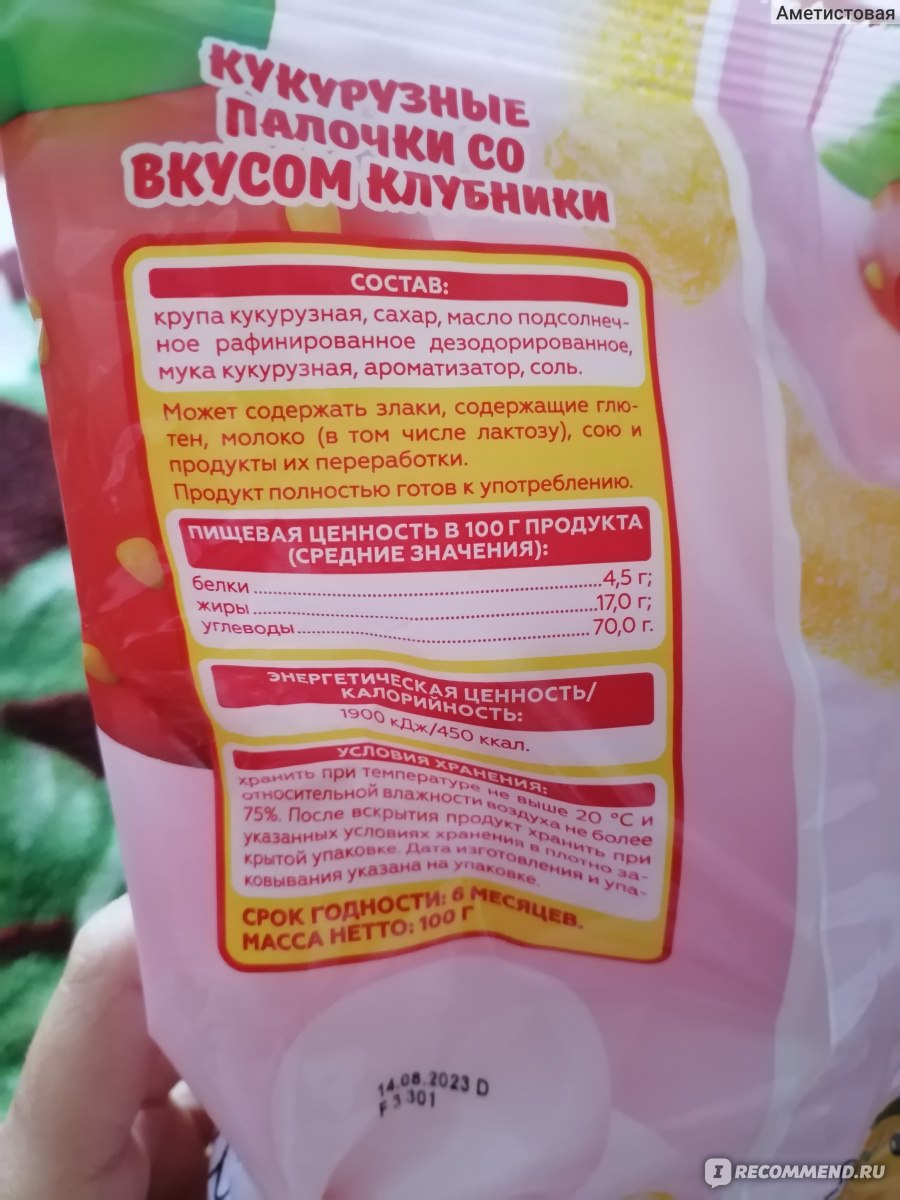 Аметистовая
КУКУРУЗНЫЕ
ПАЛОЧКИ СО
ВКУСОМ КЛУБНИКИ
СОСТАВ:
крупа кукурузная, сахар, масло подсолнеч-
ное рафинированное дезодорированное,
мука кукурузная, ароматизатор, соль.
Может содержать злаки, содержащие глю-
тен, молоко (в том числе лактозу), сою и
продукты их переработки.
Продукт полностью готов к употреблению.
ПИЩЕВАЯ ЦЕННОСТЬ В 100 Г ПРОДУКТА
(СРЕДНИЕ ЗНАЧЕНИЯ):
белки ........ 4,5 г;
жиры ........ 17,0 г;
углеводы ........ 70,0 г.
ЭНЕРГЕТИЧЕСКАЯ ЦЕННОСТЬ/
КАЛОРИЙНОСТЬ:
1900 кДж/450 ккал.
УСЛОВИЯ ХРАНЕНИЯ:
хранить при температуре не выше 20 °С и
относительной влажности воздуха не более
75%. После вскрытия продукт хранить при
указанных условиях хранения в плотно за-
крытой упаковке. Дата изготовления и упа-
ковывания указана на упаковке.
СРОК ГОДНОСТИ: 6 МЕСЯЦЕВ.
МАССА НЕТТО: 100 Г
14.08.2023 D
F 3 301
IRECOMMEND.RU